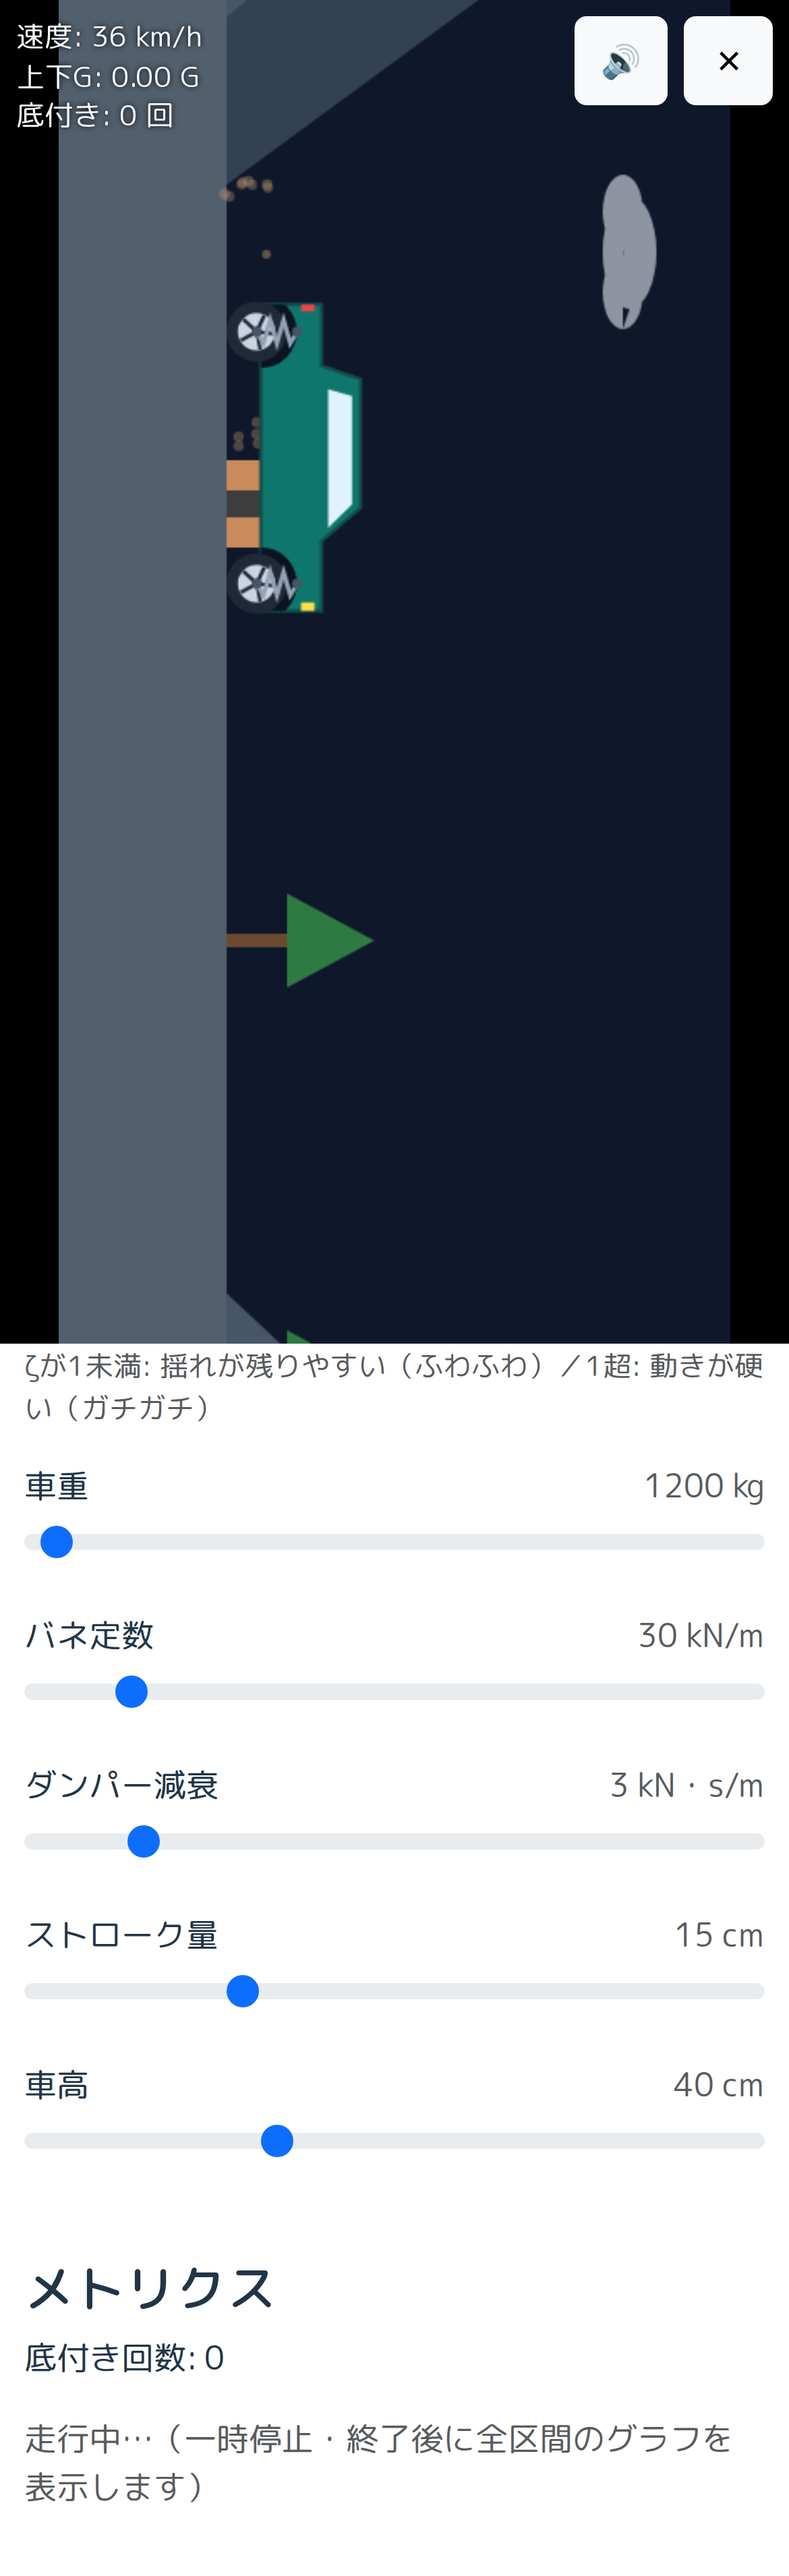 速度: 36 km/h
上下G: 0.00 G
底付き: 0 回
ζが1未満: 揺れが残りやすい（ふわふわ）／1超: 動きが硬
い（ガチガチ）
車重 1200 kg
バネ定数 30 kN/m
ダンパー減衰 3 kN・s/m
ストローク量 15 cm
車高 40 cm
メトリクス
底付き回数: 0
走行中…（一時停止・終了後に全区間のグラフを
表示します）